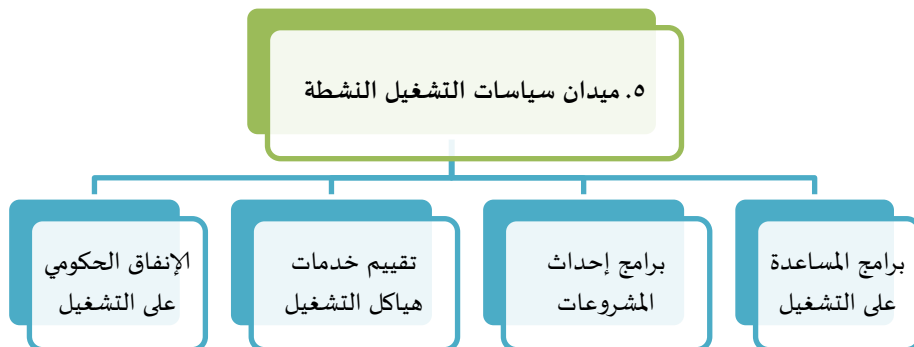 ٥. ميدان سياسات التشغيل النشطة
برامج المساعدة
على التشغيل
برامج إحداث
المشروعات
تقييم خدمات
هياكل التشغيل
الإنفاق الحكومي
على التشغيل